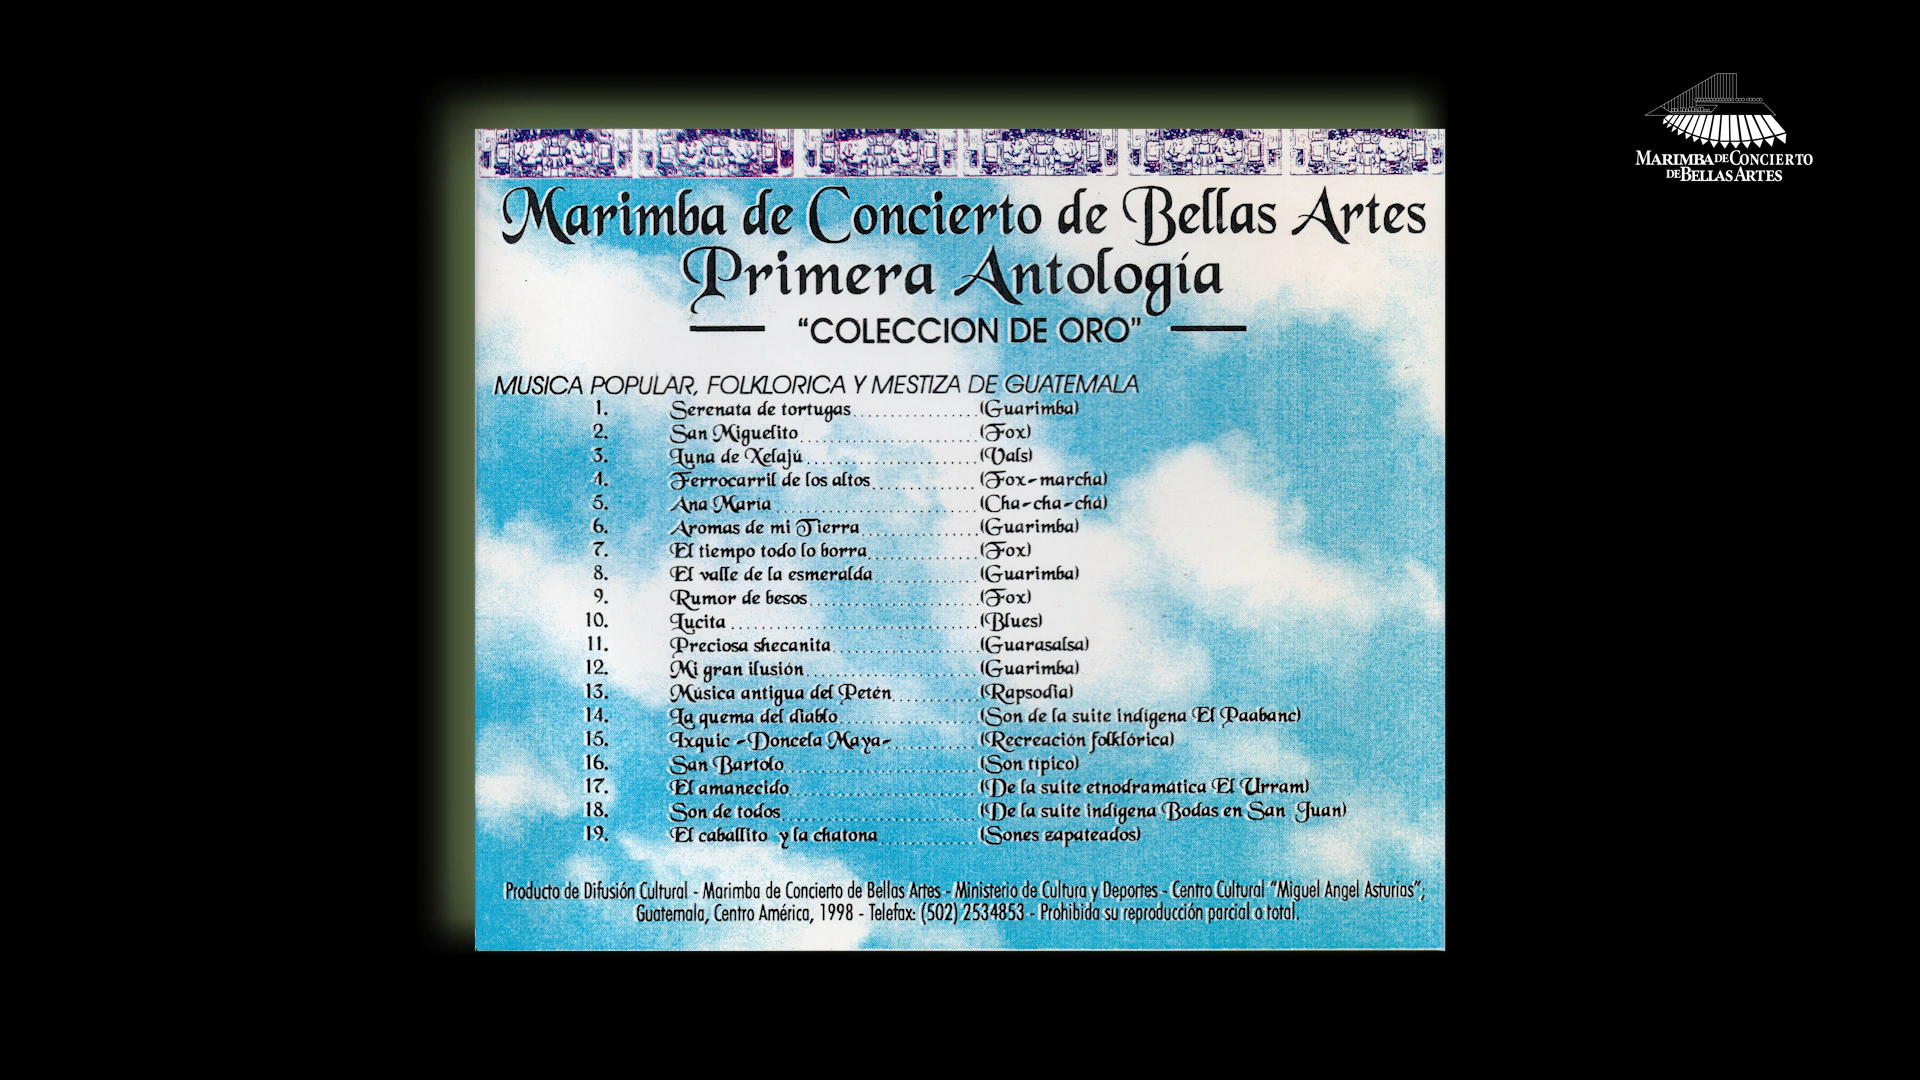 MARIMBA DE CONCIERTO
DE BELLAS ARTES
Marimba de Concierto de Bellas Artes
Primera Antología
“COLECCION DE ORO”
MUSICA POPULAR, FOLKLORICA Y MESTIZA DE GUATEMALA
1. Serenata de tortugas (Guarimba)
2. San Miguelito (Fox)
3. Luna de Xelajú (Vals)
4. Ferrocarril de los altos (Fox-marcha)
5. Ana María (Cha-cha-chá)
6. Aromas de mi Tierra (Guarimba)
7. El tiempo todo lo borra (Fox)
8. El valle de la esmeralda (Guarimba)
9. Rumor de besos (Fox)
10. Lucita (Blues)
11. Preciosa shecanita (Guarasalsa)
12. Mi gran ilusión (Guarimba)
13. Música antigua del Petén (Rapsodia)
14. La quema del diablo (Son de la suite indígena El Paabanc)
15. Ixquic -Doncela Maya- (Recreación folklórica)
16. San Bartolo (Son típico)
17. El amanecido (De la suite etnodramática El Urram)
18. Son de todos (De la suite indígena Bodas en San Juan)
19. El caballito y la chatona (Sones zapateados)
Producto de Difusión Cultural - Marimba de Concierto de Bellas Artes - Ministerio de Cultura y Deportes - Centro Cultural “Miguel Angel Asturias”;
Guatemala, Centro América, 1998 - Telefax: (502) 2534853 - Prohibida su reproducción parcial o total.